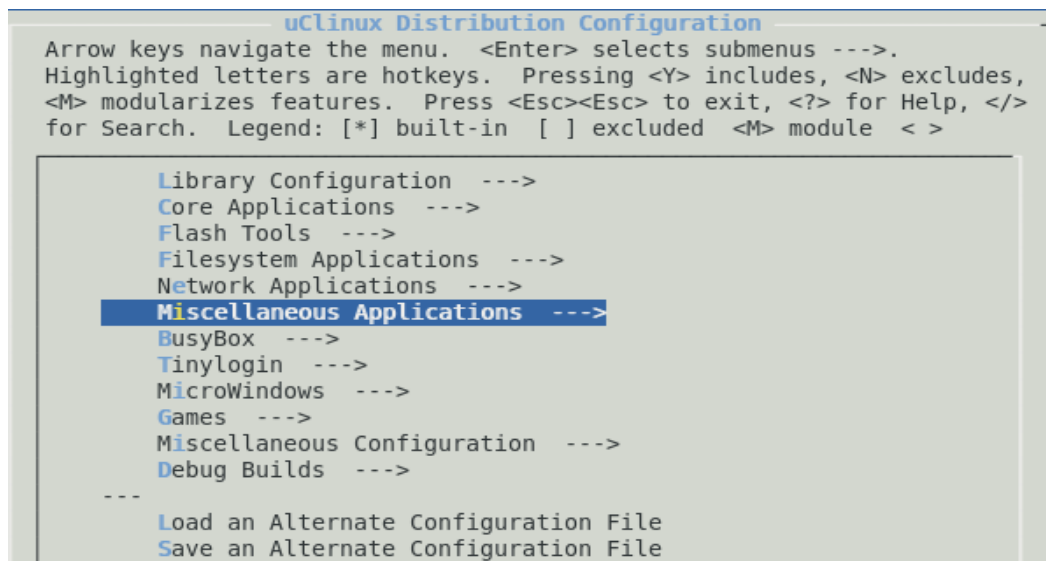 uClinux Distribution Configuration
Arrow keys navigate the menu.  <Enter> selects submenus --->.
Highlighted letters are hotkeys.  Pressing <Y> includes, <N> excludes,
<M> modularizes features.  Press <Esc><Esc> to exit, <?> for Help, </>
for Search.  Legend: [*] built-in  [ ] excluded  <M> module  < >
Library Configuration  --->
Core Applications  --->
Flash Tools  --->
Filesystem Applications  --->
Network Applications  --->
Miscellaneous Applications  --->
BusyBox  --->
Tinylogin  --->
MicroWindows  --->
Games  --->
Miscellaneous Configuration  --->
Debug Builds  --->
---
Load an Alternate Configuration File
Save an Alternate Configuration File